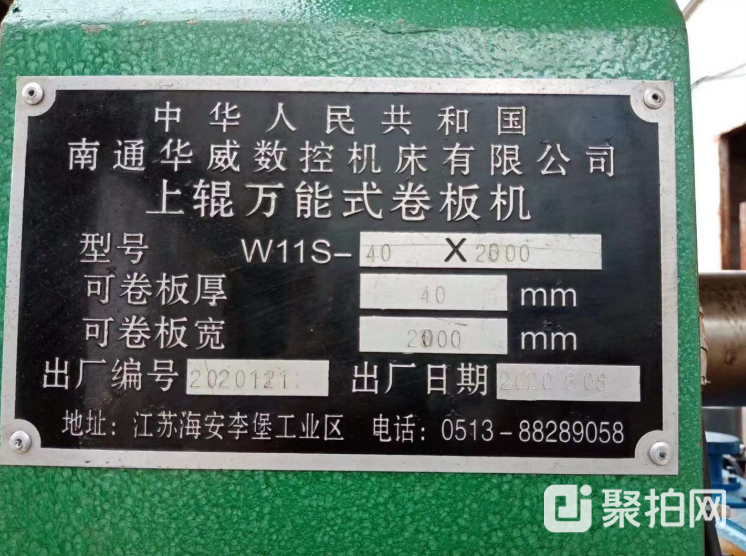 中华人民共和国
南通华威数控机床有限公司
上辊万能式卷板机
型号 W11S-40X2000
可卷板厚 40 mm
可卷板宽 2000 mm
出厂编号 2020121
出厂日期 2020
地址：江苏海安李堡工业区 电话：0513-88289058
聚拍网